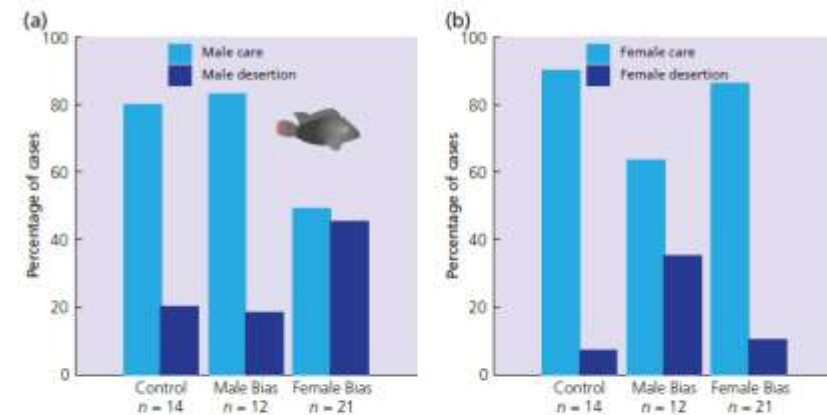 (a)
100
80
60
40
20
0
Percentage of cases
Male care
Male desertion
Control
n = 14
Male Bias
n = 12
Female Bias
n = 21
(b)
100
80
60
40
20
0
Percentage of cases
Female care
Female desertion
Control
n = 14
Male Bias
n = 12
Female Bias
n = 21